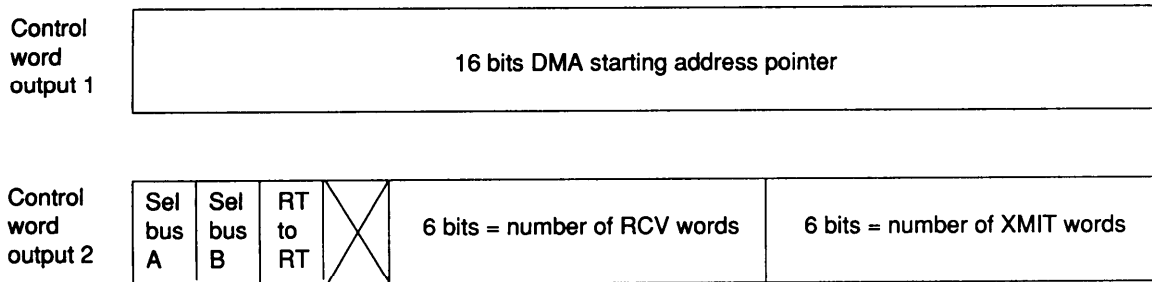 Control
word
output 1
16 bits DMA starting address pointer
Control
word
output 2
Sel
bus
A
Sel
bus
B
RT
to
RT
6 bits = number of RCV words
6 bits = number of XMIT words